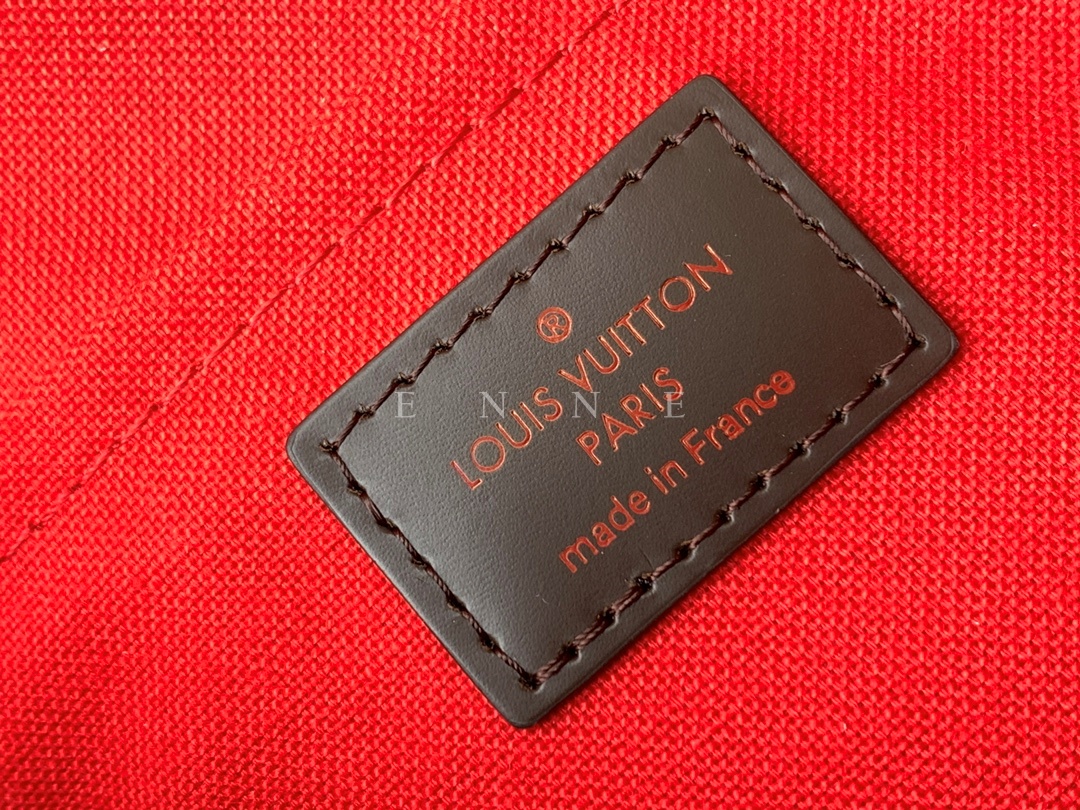 ®
LOUIS VUITTON
PARIS
made in France
E N N E